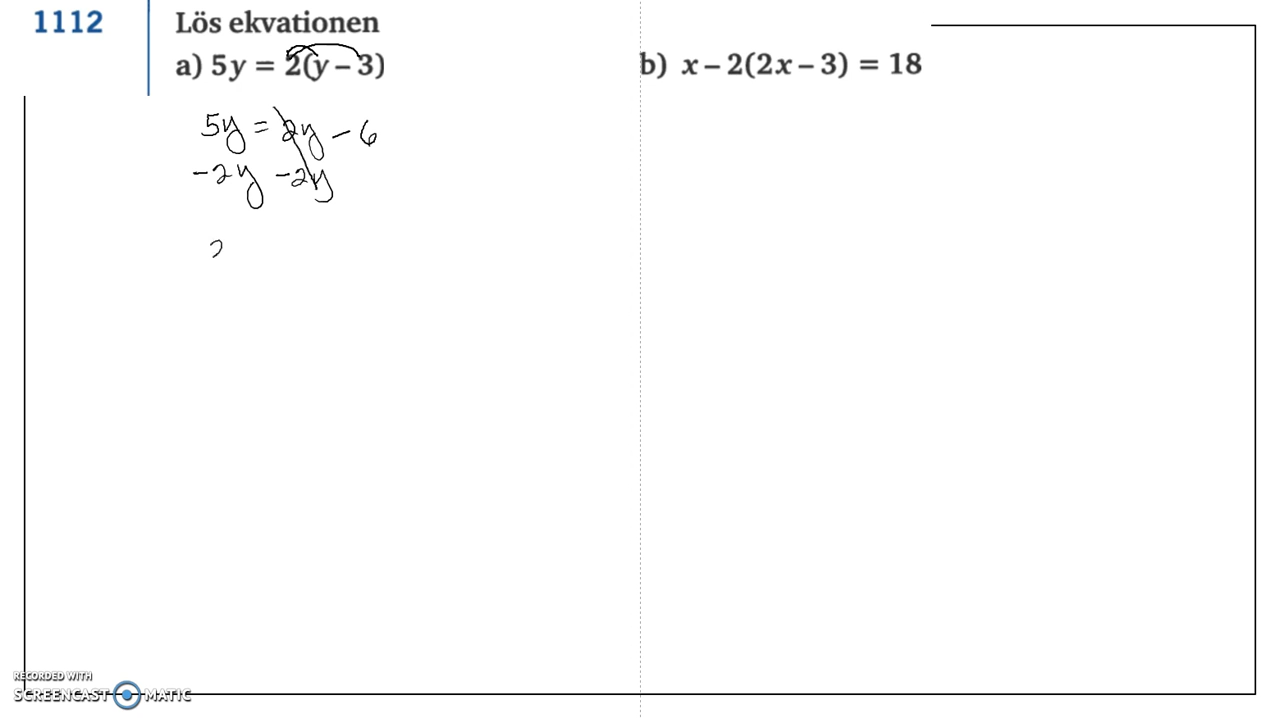 1112 Lös ekvationen
a) 5y = 2(y – 3)
5y = 2y – 6
-2y -2y
b) x – 2(2x – 3) = 18
RECORDED WITH
SCREENCAST MATIC